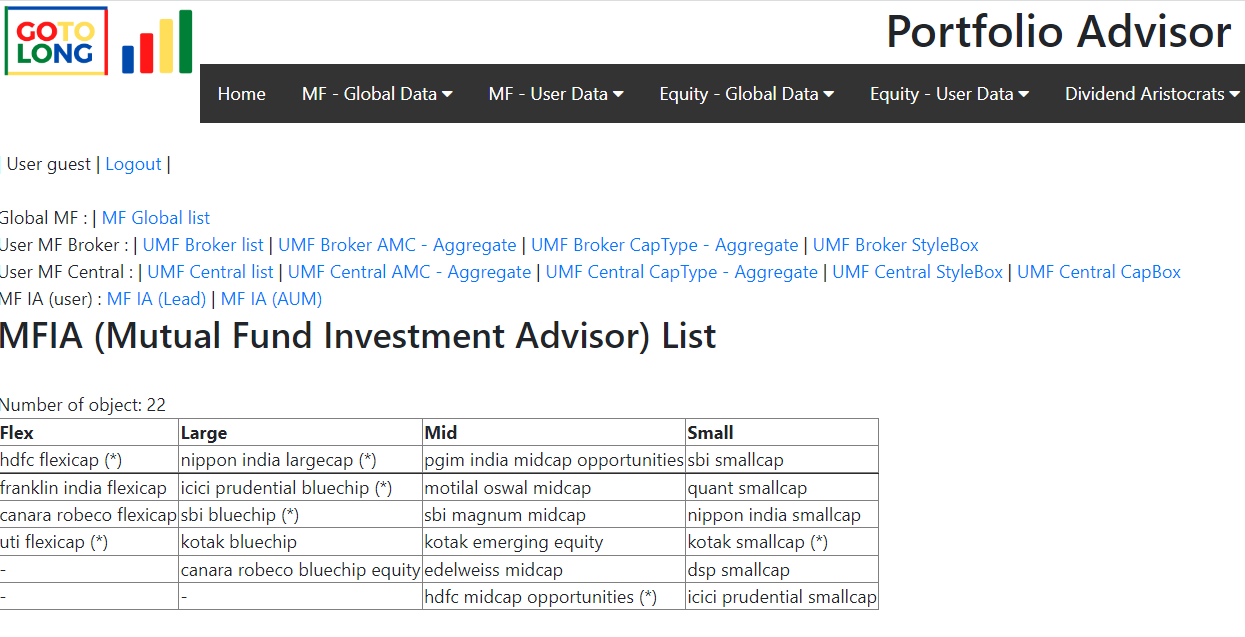 GOTO
LONG
Portfolio Advisor
Home MF - Global Data MF - User Data Equity - Global Data Equity - User Data Dividend Aristocrats
| User guest | Logout |
Global MF : | MF Global list
User MF Broker : | UMF Broker list | UMF Broker AMC - Aggregate | UMF Broker CapType - Aggregate | UMF Broker StyleBox
User MF Central : | UMF Central list | UMF Central AMC - Aggregate | UMF Central CapType - Aggregate | UMF Central StyleBox | UMF Central CapBox
MF IA (user) : MF IA (Lead) | MF IA (AUM)
MFIA (Mutual Fund Investment Advisor) List
Number of object: 22
Flex Large Mid Small
hdfc flexicap (*) nippon india largecap (*) pgim india midcap opportunities sbi smallcap
franklin india flexicap icici prudential bluechip (*) motilal oswal midcap quant smallcap
canara robeco flexicap sbi bluechip (*) sbi magnum midcap nippon india smallcap
uti flexicap (*) kotak bluechip kotak emerging equity kotak smallcap (*)
- canara robeco bluechip equity edelweiss midcap dsp smallcap
- - hdfc midcap opportunities (*) icici prudential smallcap